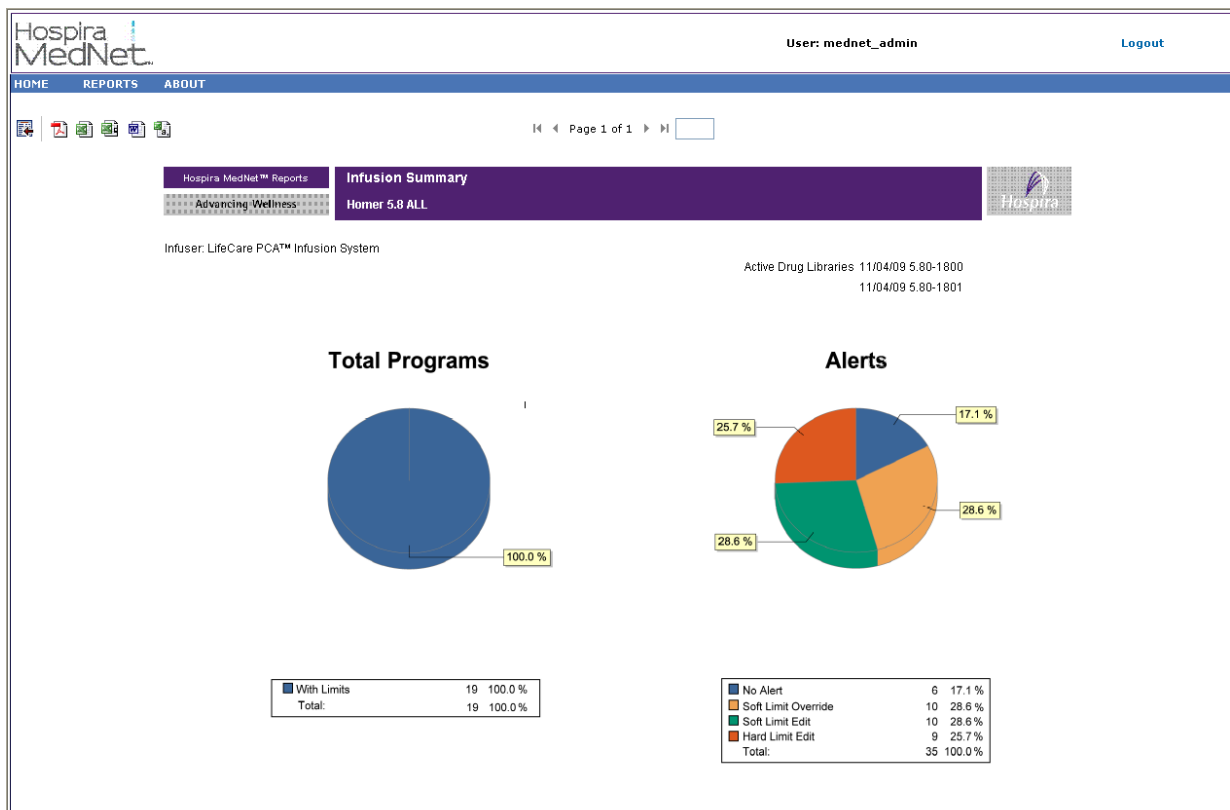 Hospira
MedNet™
User: mednet_admin
Logout
HOME REPORTS ABOUT
Page 1 of 1
Hospira MedNet™ Reports
Advancing Wellness
Infusion Summary
Homer 5.8 ALL
Hospira
Infuser: LifeCare PCA™ Infusion System
Active Drug Libraries 11/04/09 5.80-1800
11/04/09 5.80-1801
Total Programs
100.0 %
With Limits 19 100.0 %
Total: 19 100.0 %
Alerts
17.1 %
25.7 %
28.6 %
28.6 %
No Alert 6 17.1 %
Soft Limit Override 10 28.6 %
Soft Limit Edit 10 28.6 %
Hard Limit Edit 9 25.7 %
Total: 35 100.0 %